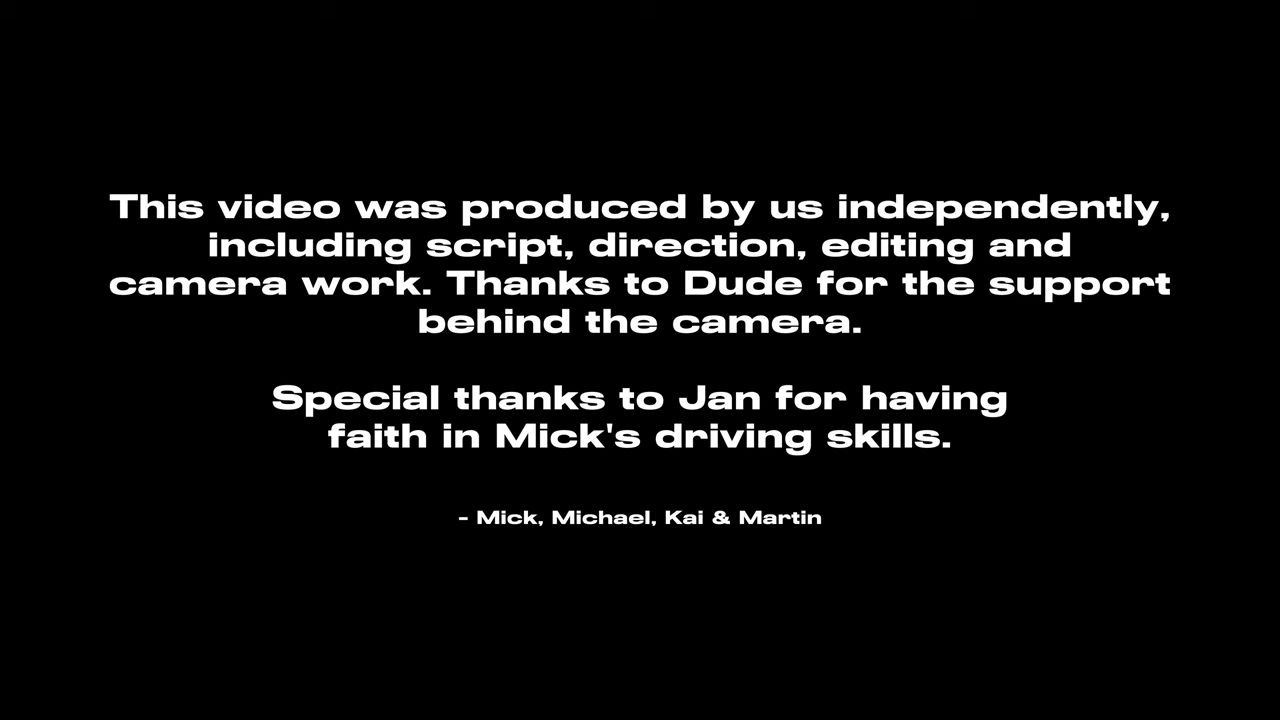 This video was produced by us independently,
including script, direction, editing and
camera work. Thanks to Dude for the support
behind the camera.
Special thanks to Jan for having
faith in Mick's driving skills.
- Mick, Michael, Kai & Martin